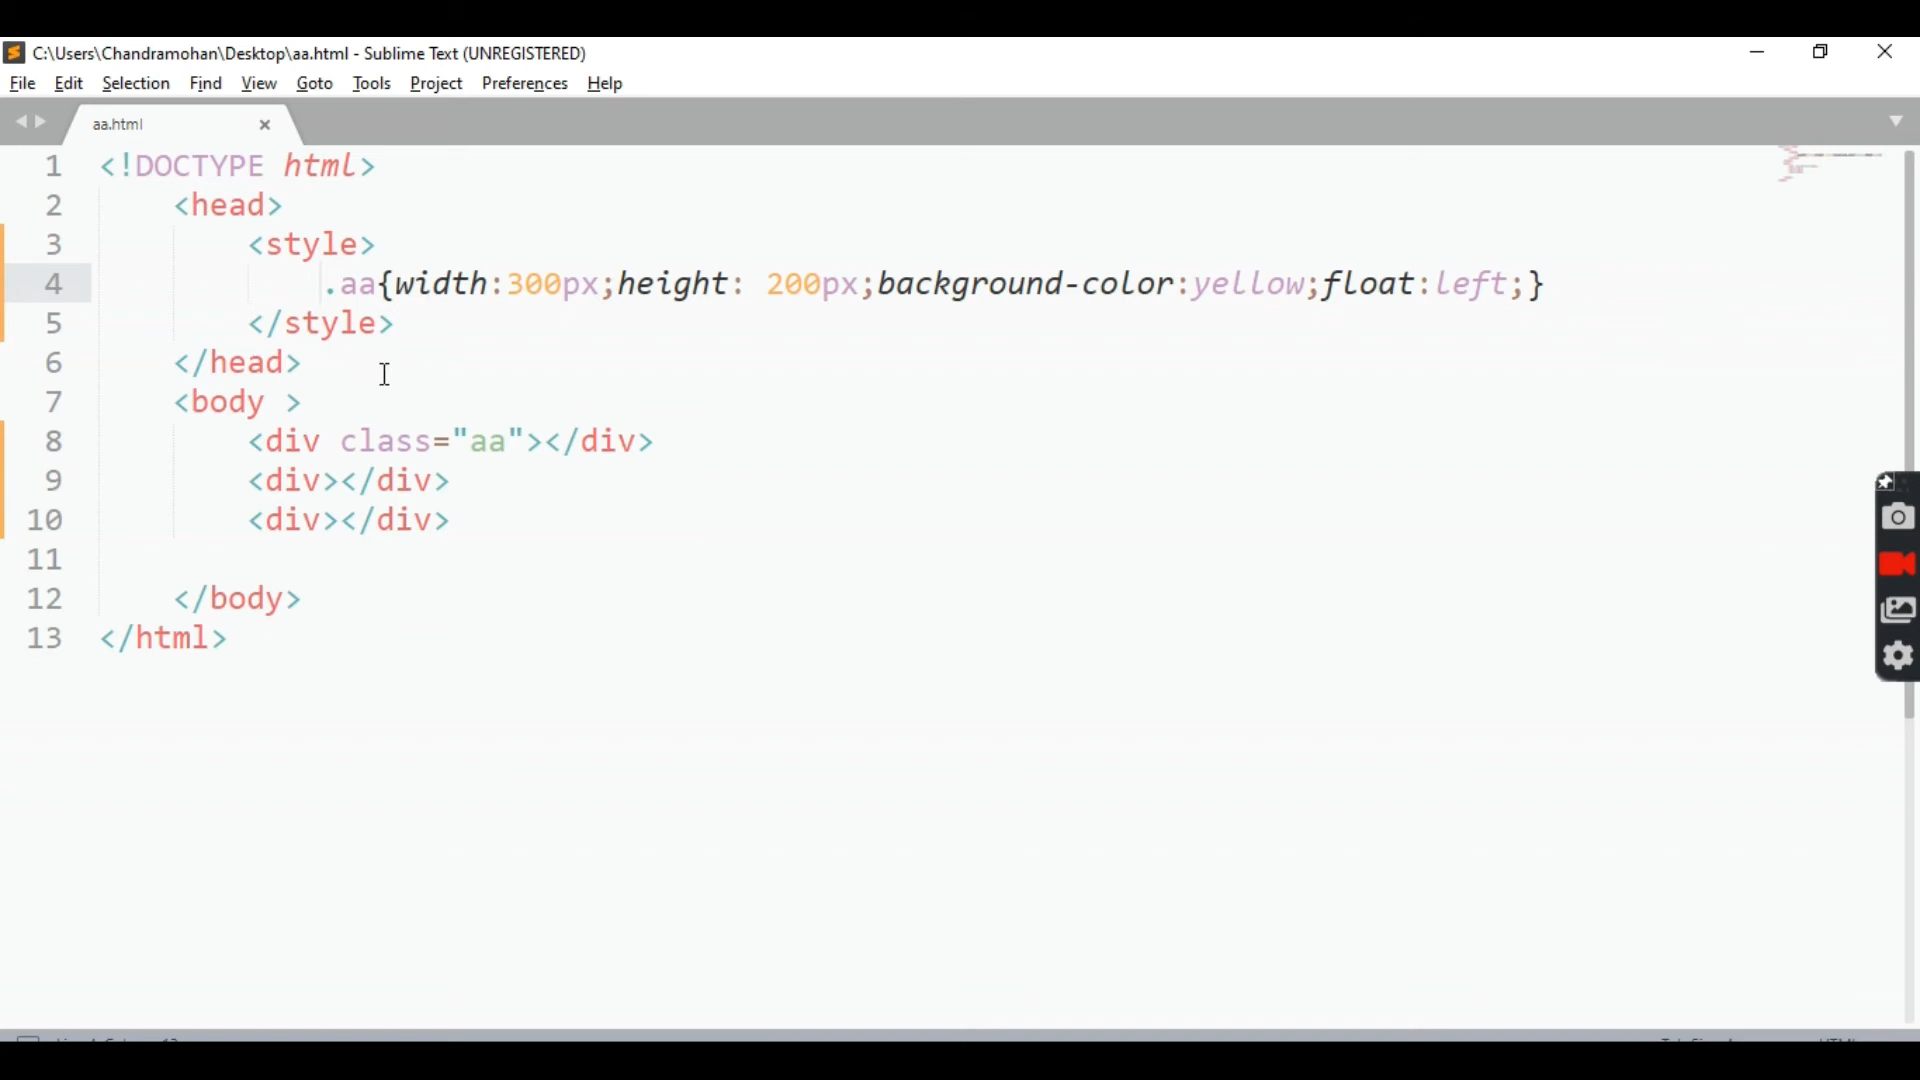 C:\Users\Chandramohan\Desktop\aa.html - Sublime Text (UNREGISTERED)
File Edit Selection Find View Goto Tools Project Preferences Help
aa.html
1 <!DOCTYPE html>
2 <head>
3 <style>
4 .aa{width:300px;height: 200px;background-color:yellow;float:left;}
5 </style>
6 </head>
7 <body >
8 <div class="aa"></div>
9 <div></div>
10 <div></div>
11
12 </body>
13 </html>